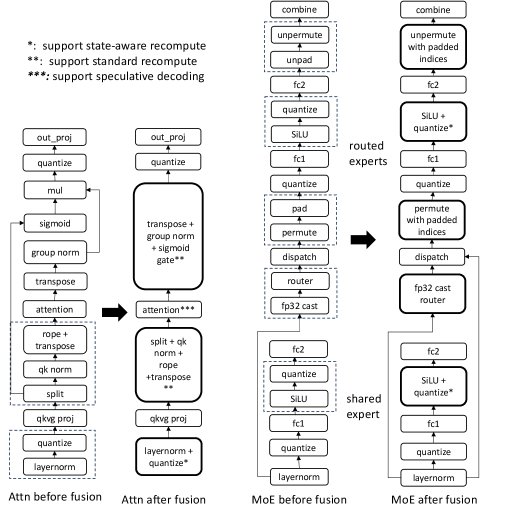 *: support state-aware recompute
**: support standard recompute
***: support speculative decoding
out_proj
quantize
mul
sigmoid
group norm
transpose
attention
rope +
transpose
qk norm
split
qkvg proj
quantize
layernorm
Attn before fusion
out_proj
quantize
transpose +
group norm
+ sigmoid
gate**
attention***
split + qk
norm +
rope
+transpose
**
qkvg proj
layernorm +
quantize*
Attn after fusion
combine
unpermute
unpad
fc2
quantize
SiLU
fc1
quantize
pad
permute
dispatch
router
fp32 cast
fc2
quantize
SiLU
fc1
quantize
layernorm
MoE before fusion
routed
experts
shared
expert
combine
unpermute
with padded
indices
fc2
SiLU +
quantize*
fc1
quantize
permute
with padded
indices
dispatch
fp32 cast
router
fc2
SiLU +
quantize*
fc1
quantize
layernorm
MoE after fusion